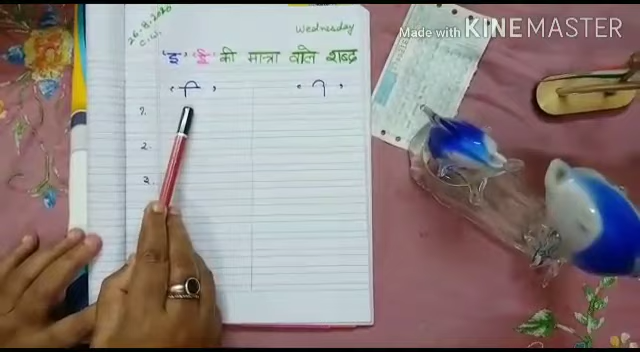 Made with KINEMASTER
26.8.2020
C.W.
Wednesday
"इ" "ई" की मात्रा वाले शब्द
" ि " " ी "
1.
2.
3.